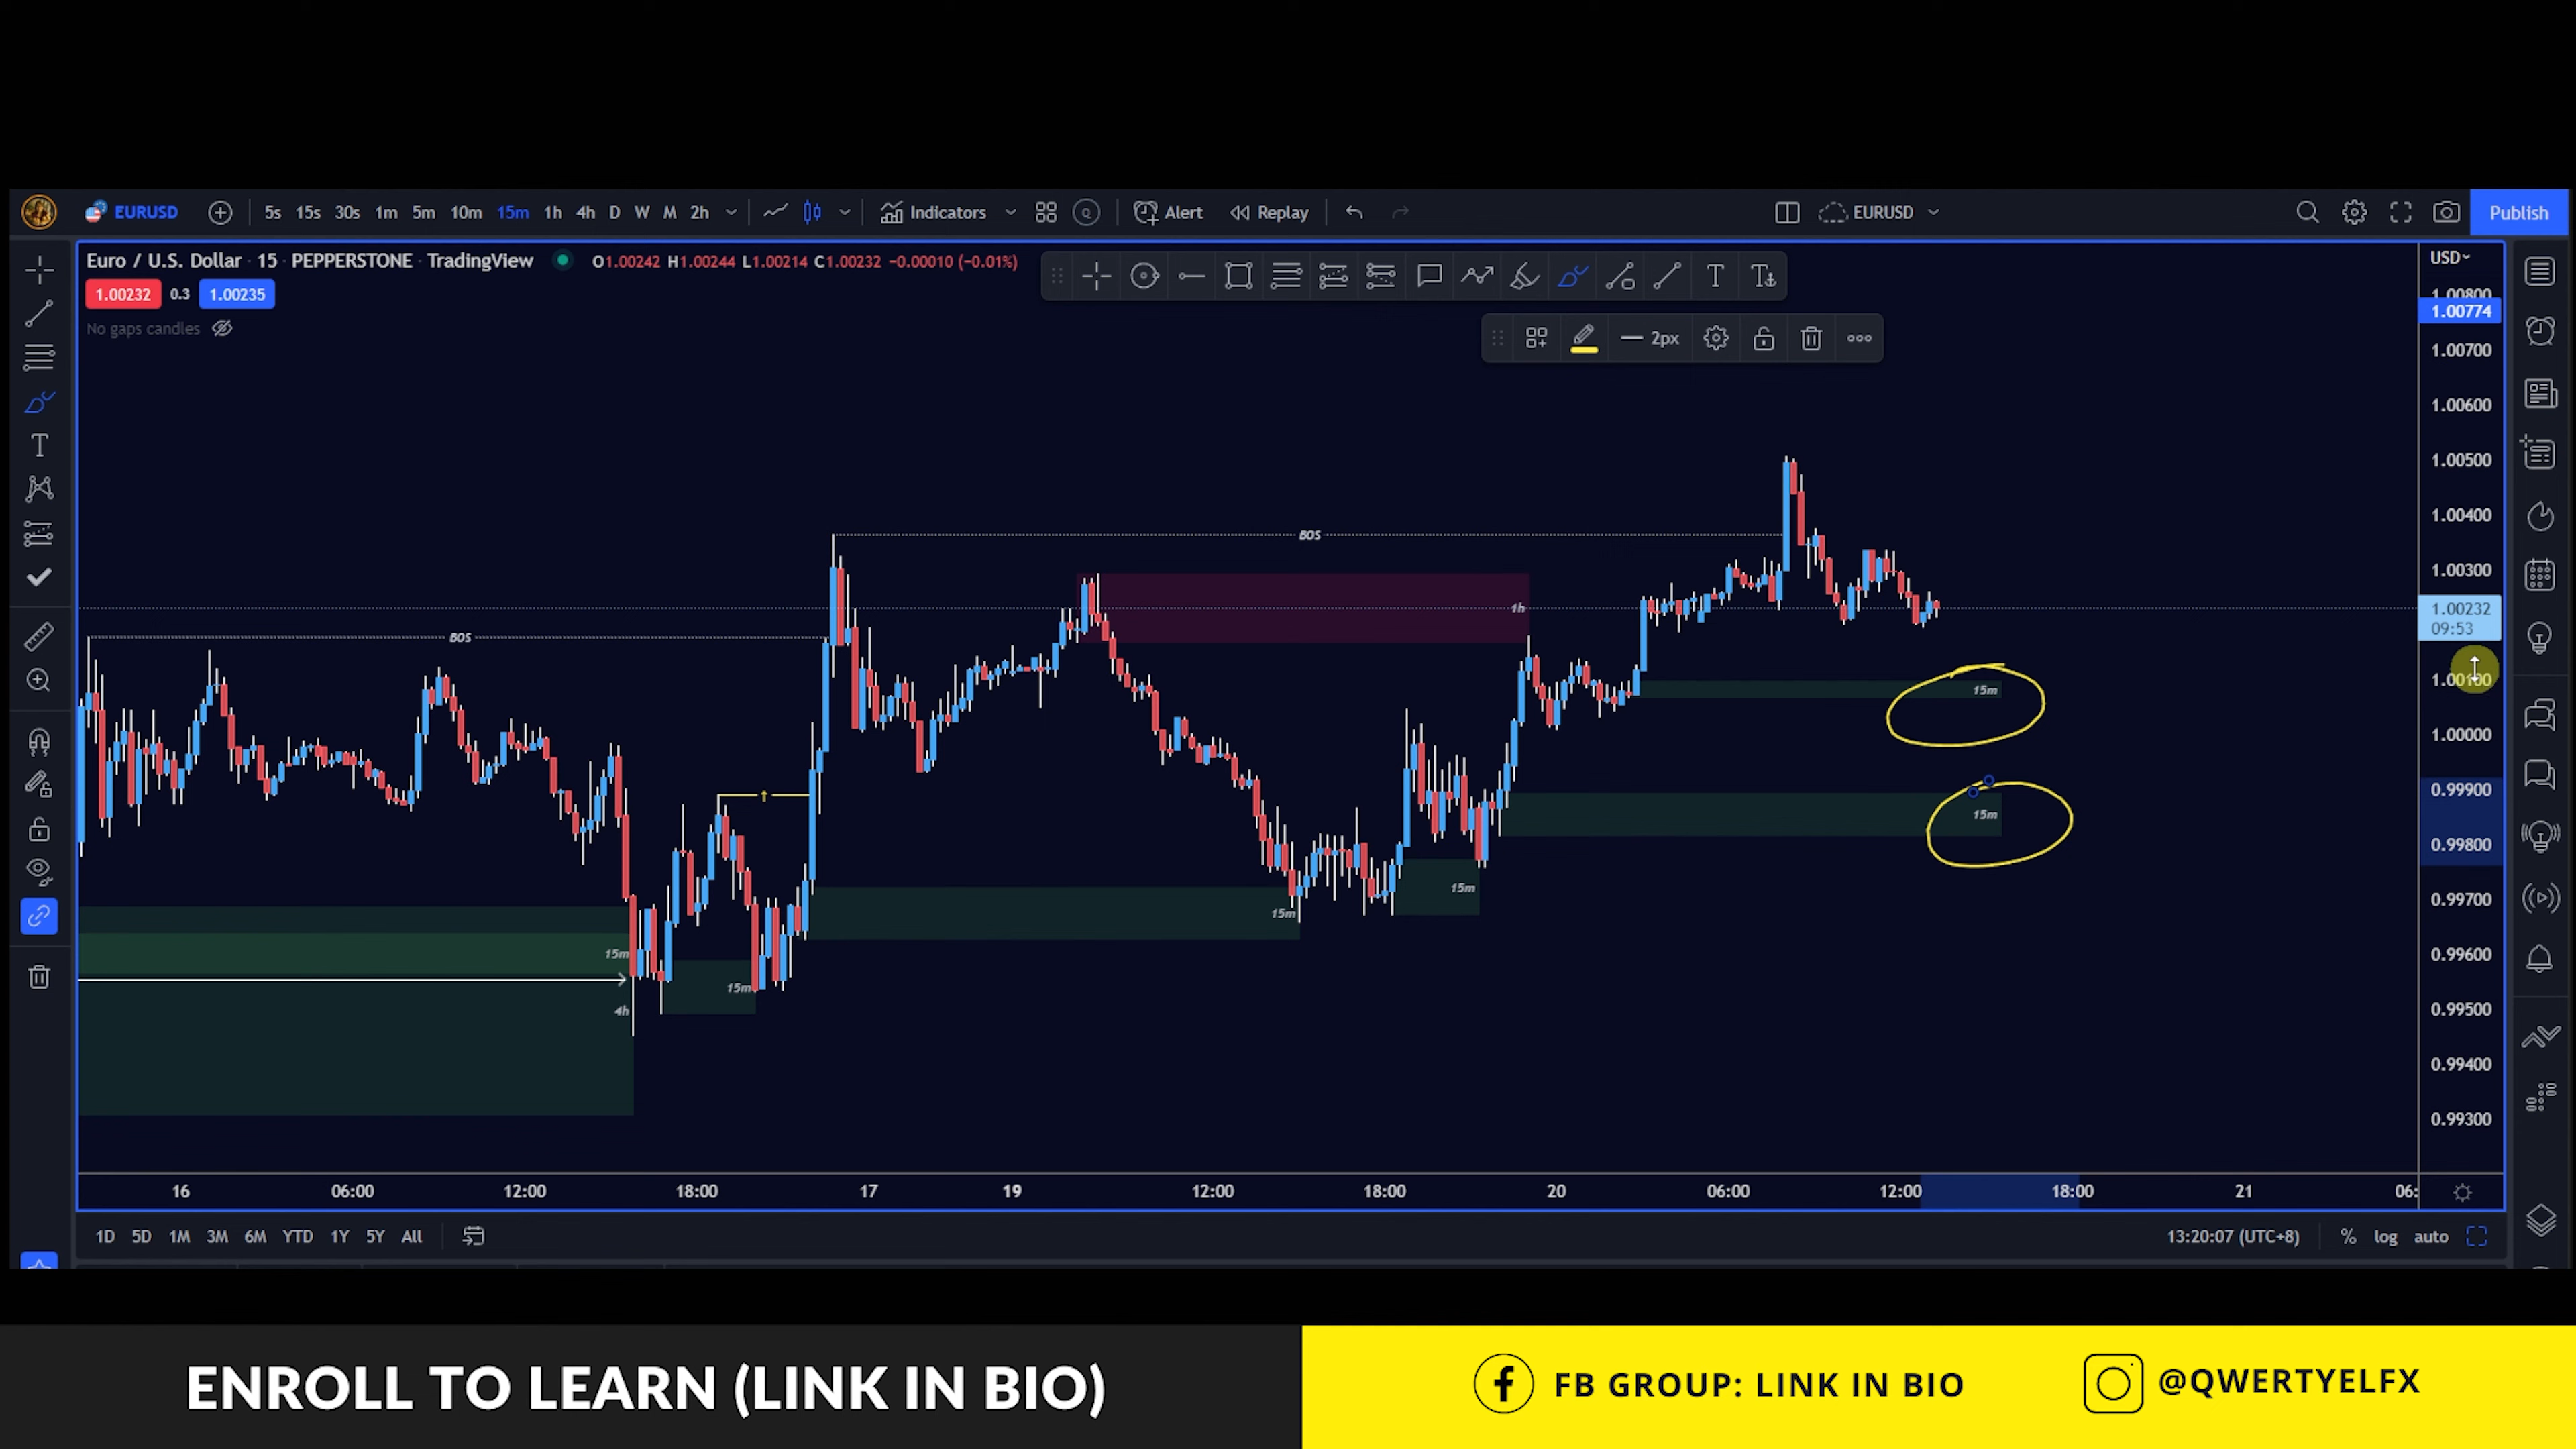 EURUSD 5s 15s 30s 1m 5m 10m 15m 1h 4h D W M 2h Indicators Alert Replay EURUSD Publish
Euro / U.S. Dollar · 15 · PEPPERSTONE · TradingView O1.00242 H1.00244 L1.00214 C1.00232 −0.00010 (−0.01%)
1.00232 0.3 1.00235
No gaps candles
2px
USD
1.00800
1.00774
1.00700
1.00600
1.00500
1.00400
1.00300
1.00232
09:53
1.00100
1.00000
0.99900
0.99800
0.99700
0.99600
0.99500
0.99400
0.99300
BOS
BOS
1h
15m
15m
15m
15m
15m
15m
4h
16 06:00 12:00 18:00 17 19 12:00 18:00 20 06:00 12:00 18:00 21 06:
1D 5D 1M 3M 6M YTD 1Y 5Y All 13:20:07 (UTC+8) % log auto
ENROLL TO LEARN (LINK IN BIO)
FB GROUP: LINK IN BIO
@QWERTYELFX